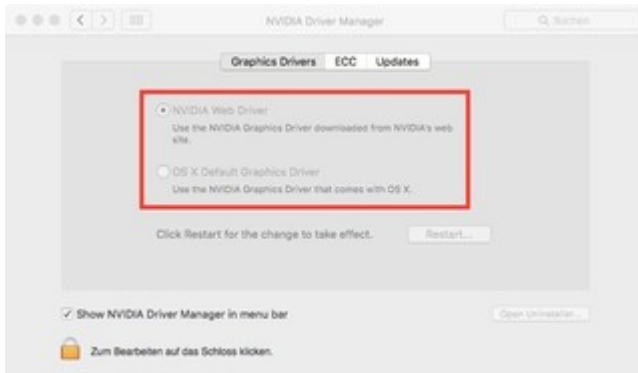 NVIDIA Driver Manager
Suchen
Graphics Drivers ECC Updates
NVIDIA Web Driver
Use the NVIDIA Graphics Driver downloaded from NVIDIA's web
site.
OS X Default Graphics Driver
Use the NVIDIA Graphics Driver that comes with OS X.
Click Restart for the change to take effect. Restart...
Show NVIDIA Driver Manager in menu bar
Open Uninstaller...
Zum Bearbeiten auf das Schloss klicken.